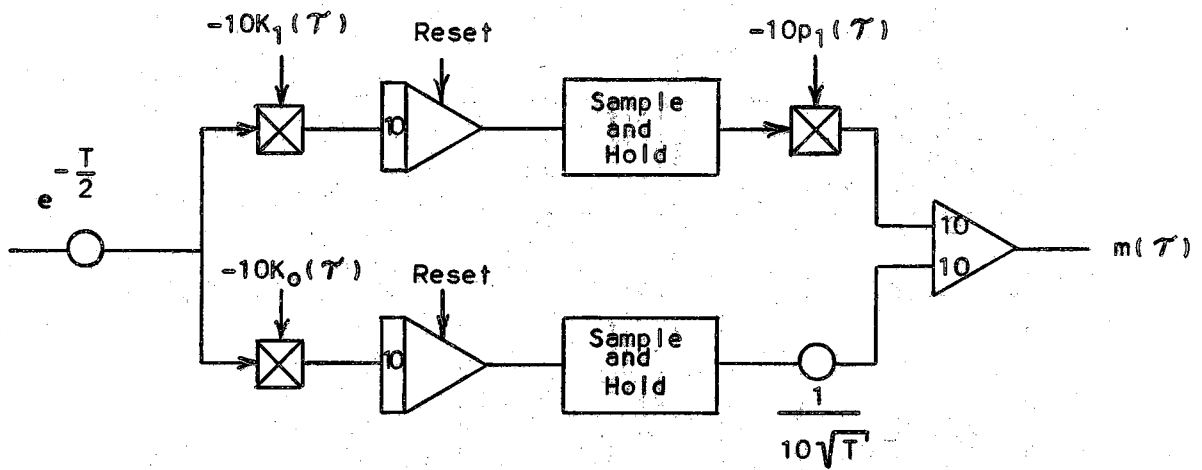 -10K₁(τ)
Reset
-10p₁(τ)
10
Sample
and
Hold
e^(-T/2)
10
10
m(τ)
-10K₀(τ)
Reset
10
Sample
and
Hold
1
10√T